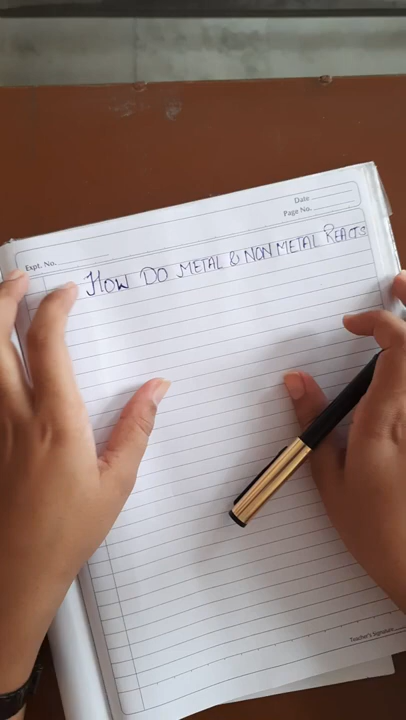 Date
Page No.
Expt. No.
HOW DO METAL & NON METAL REACTS
Teacher's Signature